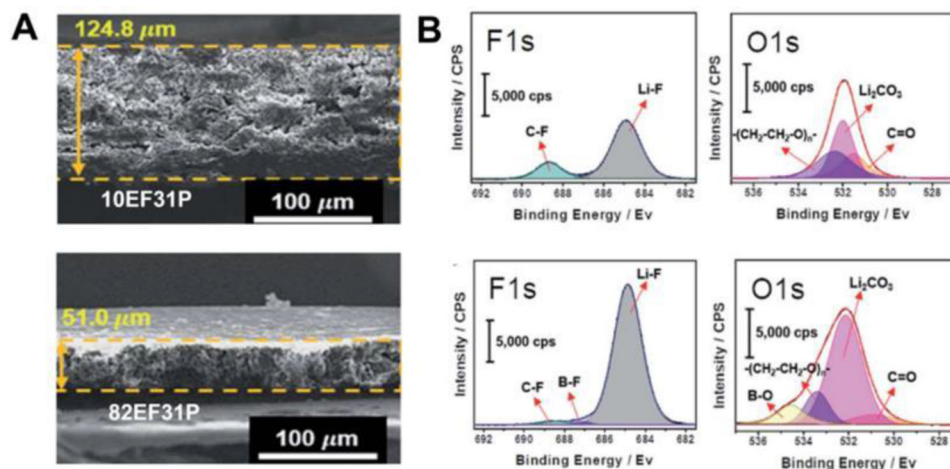 A
124.8 μm
10EF31P
100 μm
51.0 μm
82EF31P
100 μm
B
F1s
5,000 cps
Li-F
C-F
Intensity / CPS
692 690 688 686 684 682
Binding Energy / Ev
O1s
5,000 cps
Li₂CO₃
-(CH₂-CH₂-O)ₙ-
C=O
Intensity / CPS
536 534 532 530 528
Binding Energy / Ev
F1s
Li-F
5,000 cps
C-F
B-F
Intensity / CPS
692 690 688 686 684 682
Binding Energy / Ev
O1s
Li₂CO₃
5,000 cps
-(CH₂-CH₂-O)ₙ-
B-O
C=O
Intensity / CPS
536 534 532 530 528
Binding Energy / Ev